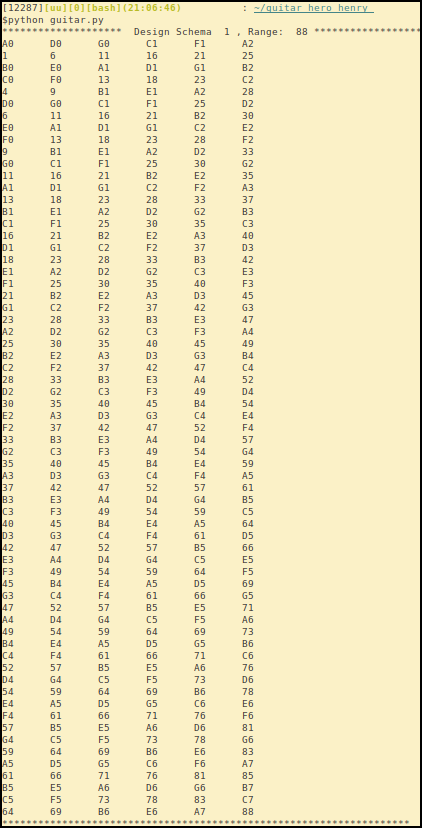 [12287][uu][0][bash](21:06:46) : ~/guitar_hero_henry_
$python guitar.py
******************** Design Schema 1 , Range: 88 ******************
A0 D0 G0 C1 F1 A2
1 6 11 16 21 25
B0 E0 A1 D1 G1 B2
C0 F0 13 18 23 C2
4 9 B1 E1 A2 28
D0 G0 C1 F1 25 D2
6 11 16 21 B2 30
E0 A1 D1 G1 C2 E2
F0 13 18 23 28 F2
9 B1 E1 A2 D2 33
G0 C1 F1 25 30 G2
11 16 21 B2 E2 35
A1 D1 G1 C2 F2 A3
13 18 23 28 33 37
B1 E1 A2 D2 G2 B3
C1 F1 25 30 35 C3
16 21 B2 E2 A3 40
D1 G1 C2 F2 37 D3
18 23 28 33 B3 42
E1 A2 D2 G2 C3 E3
F1 25 30 35 40 F3
21 B2 E2 A3 D3 45
G1 C2 F2 37 42 G3
23 28 33 B3 E3 47
A2 D2 G2 C3 F3 A4
25 30 35 40 45 49
B2 E2 A3 D3 G3 B4
C2 F2 37 42 47 C4
28 33 B3 E3 A4 52
D2 G2 C3 F3 49 D4
30 35 40 45 B4 54
E2 A3 D3 G3 C4 E4
F2 37 42 47 52 F4
33 B3 E3 A4 D4 57
G2 C3 F3 49 54 G4
35 40 45 B4 E4 59
A3 D3 G3 C4 F4 A5
37 42 47 52 57 61
B3 E3 A4 D4 G4 B5
C3 F3 49 54 59 C5
40 45 B4 E4 A5 64
D3 G3 C4 F4 61 D5
42 47 52 57 B5 66
E3 A4 D4 G4 C5 E5
F3 49 54 59 64 F5
45 B4 E4 A5 D5 69
G3 C4 F4 61 66 G5
47 52 57 B5 E5 71
A4 D4 G4 C5 F5 A6
49 54 59 64 69 73
B4 E4 A5 D5 G5 B6
C4 F4 61 66 71 C6
52 57 B5 E5 A6 76
D4 G4 C5 F5 73 D6
54 59 64 69 B6 78
E4 A5 D5 G5 C6 E6
F4 61 66 71 76 F6
57 B5 E5 A6 D6 81
G4 C5 F5 73 78 G6
59 64 69 B6 E6 83
A5 D5 G5 C6 F6 A7
61 66 71 76 81 85
B5 E5 A6 D6 G6 B7
C5 F5 73 78 83 C7
64 69 B6 E6 A7 88
********************************************************************